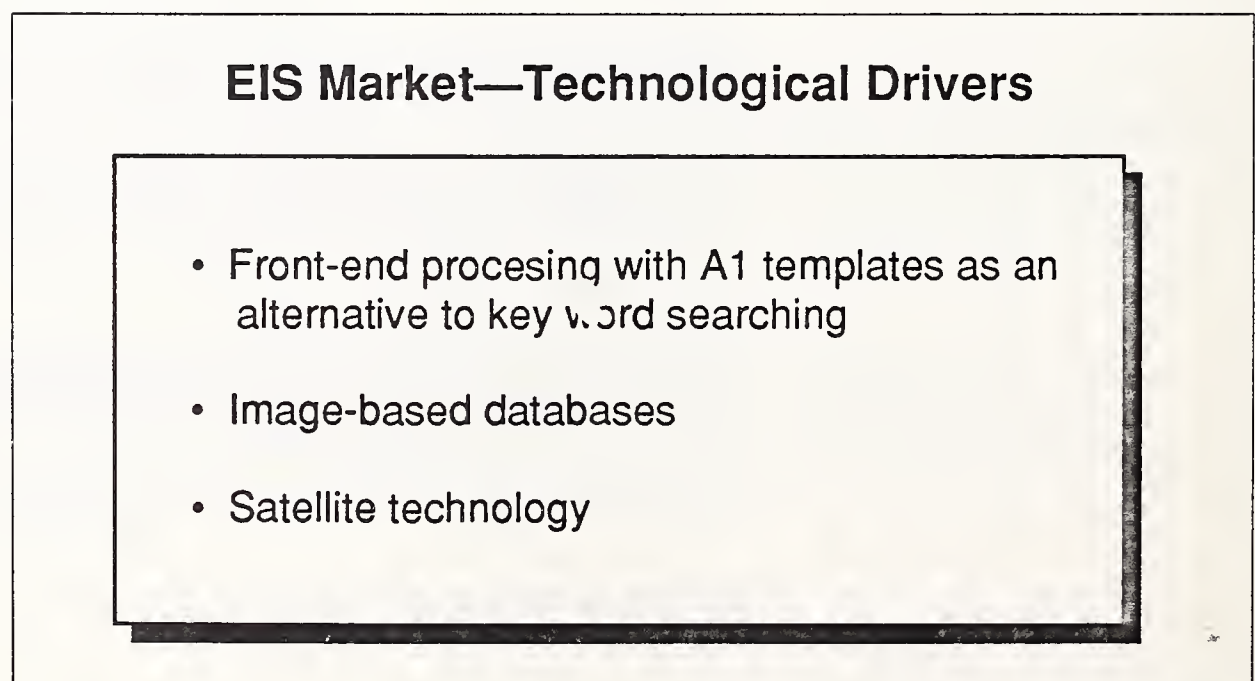 EIS Market—Technological Drivers
• Front-end procesing with A1 templates as an
alternative to key word searching
• Image-based databases
• Satellite technology